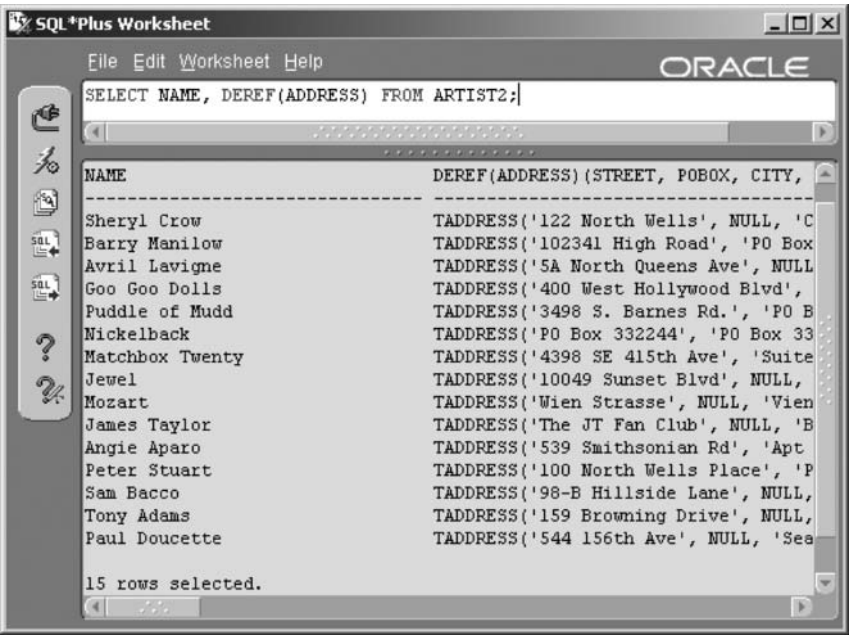 SQL*Plus Worksheet
File Edit Worksheet Help
ORACLE
SELECT NAME, DEREF(ADDRESS) FROM ARTIST2;
NAME DEREF(ADDRESS)(STREET, POBOX, CITY,
-------------------------------- ------------------------------------
Sheryl Crow TADDRESS('122 North Wells', NULL, 'C
Barry Manilow TADDRESS('102341 High Road', 'PO Box
Avril Lavigne TADDRESS('5A North Queens Ave', NULL
Goo Goo Dolls TADDRESS('400 West Hollywood Blvd',
Puddle of Mudd TADDRESS('3498 S. Barnes Rd.', 'PO B
Nickelback TADDRESS('PO Box 332244', 'PO Box 33
Matchbox Twenty TADDRESS('4398 SE 415th Ave', 'Suite
Jewel TADDRESS('10049 Sunset Blvd', NULL,
Mozart TADDRESS('Wien Strasse', NULL, 'Vien
James Taylor TADDRESS('The JT Fan Club', NULL, 'B
Angie Aparo TADDRESS('539 Smithsonian Rd', 'Apt
Peter Stuart TADDRESS('100 North Wells Place', 'P
Sam Bacco TADDRESS('98-B Hillside Lane', NULL,
Tony Adams TADDRESS('159 Browning Drive', NULL,
Paul Doucette TADDRESS('544 156th Ave', NULL, 'Sea
15 rows selected.
SQL
SQL